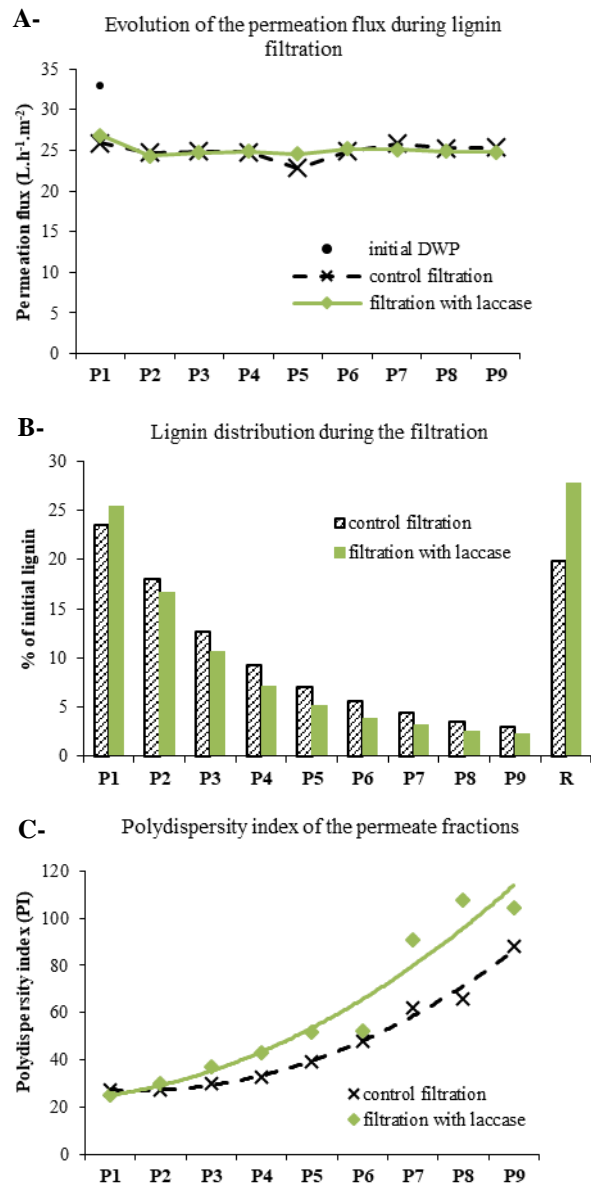 A-
Evolution of the permeation flux during lignin
filtration
Permeation flux (L.h⁻¹.m⁻²)
35
30
25
20
15
10
5
0
initial DWP
control filtration
filtration with laccase
P1 P2 P3 P4 P5 P6 P7 P8 P9
B-
Lignin distribution during the filtration
% of initial lignin
30
25
20
15
10
5
0
control filtration
filtration with laccase
P1 P2 P3 P4 P5 P6 P7 P8 P9 R
C-
Polydispersity index of the permeate fractions
Polydispersity index (PI)
120
100
80
60
40
20
0
control filtration
filtration with laccase
P1 P2 P3 P4 P5 P6 P7 P8 P9